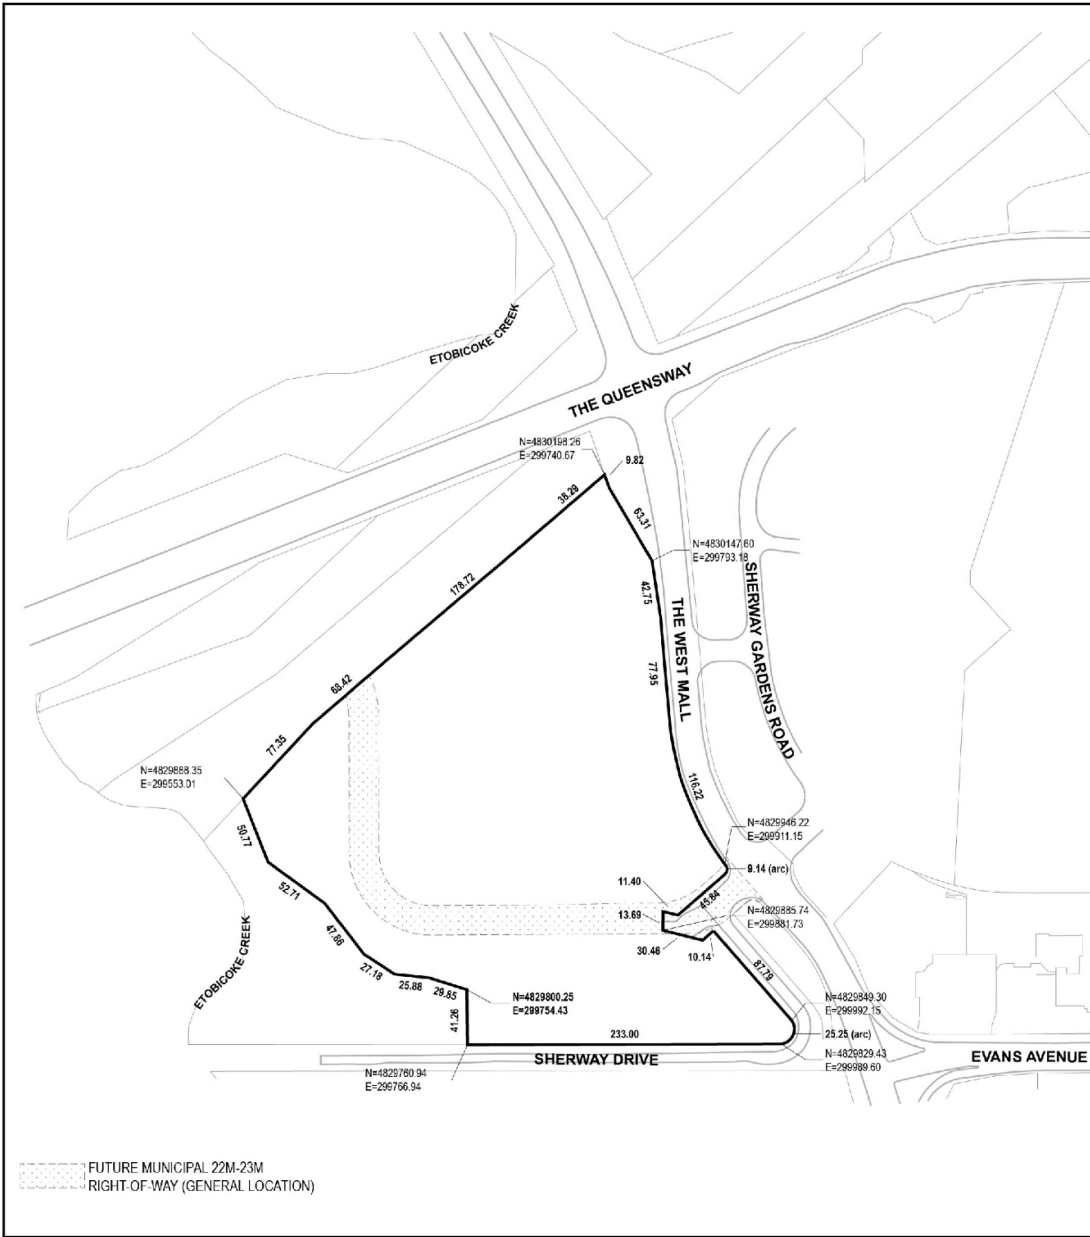 ETOBICOKE CREEK
THE QUEENSWAY
N=4830198.26
E=299740.67
9.82
38.29
63.31
N=4830147.60
E=299793.18
178.72
42.75
THE WEST MALL
SHERWAY GARDENS ROAD
77.95
68.42
77.35
N=4829888.35
E=299553.01
116.22
50.77
N=4829946.22
E=299911.15
9.14 (arc)
11.40
52.71
45.84
13.69
N=4829885.74
E=299881.73
47.86
30.46
10.14
27.18
87.79
25.88
29.85
ETOBICOKE CREEK
N=4829800.25
E=299754.43
N=4829849.30
E=299992.15
41.26
233.00
25.25 (arc)
SHERWAY DRIVE
N=4829829.43
E=299989.60
EVANS AVENUE
N=4829760.94
E=299766.94
FUTURE MUNICIPAL 22M-23M
RIGHT-OF-WAY (GENERAL LOCATION)